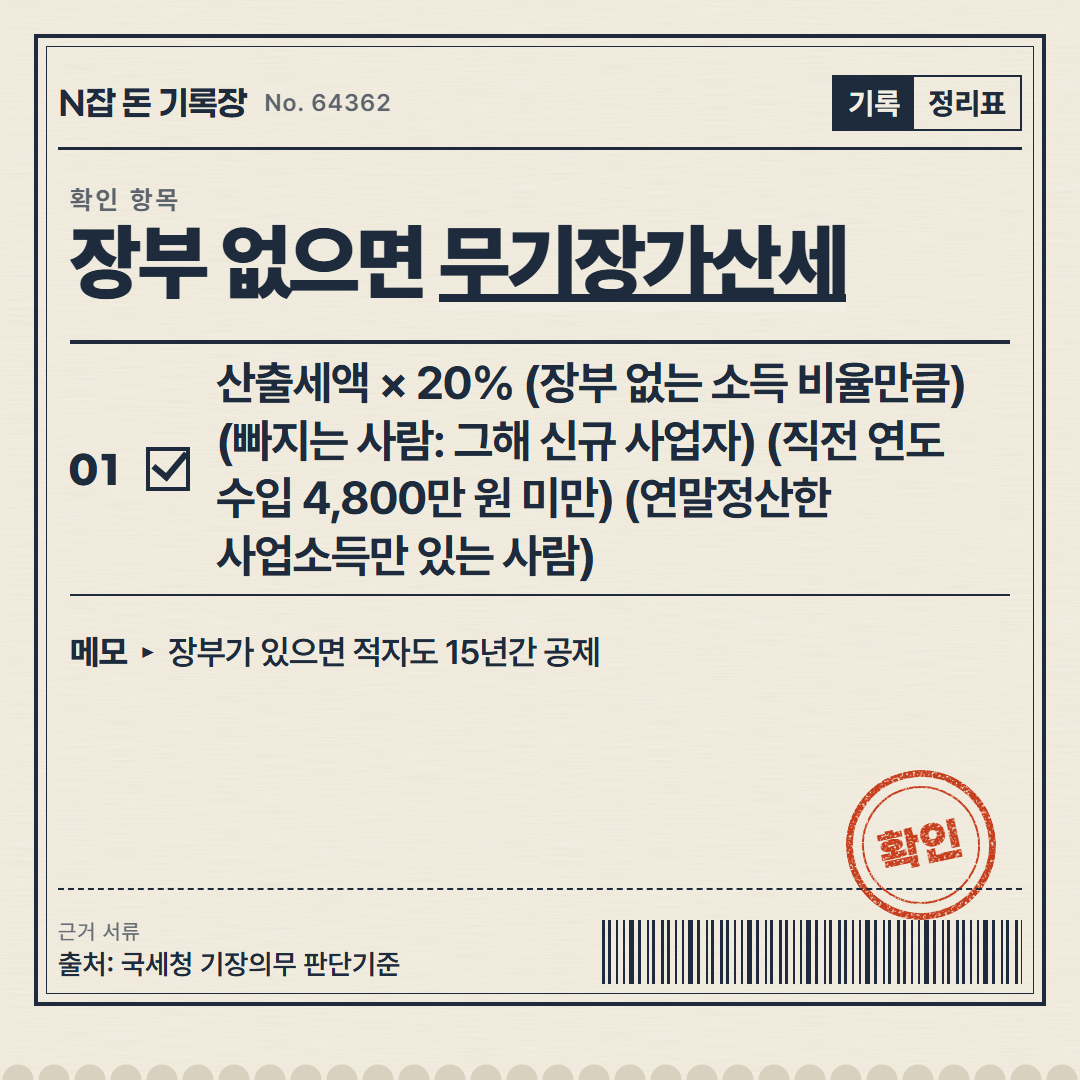 N잡 돈 기록장 No. 64362
기록 정리표
확인 항목
장부 없으면 무기장가산세
01 산출세액 × 20% (장부 없는 소득 비율만큼)
(빠지는 사람: 그해 신규 사업자) (직전 연도
수입 4,800만 원 미만) (연말정산한
사업소득만 있는 사람)
메모 ▸ 장부가 있으면 적자도 15년간 공제
확인
근거 서류
출처: 국세청 기장의무 판단기준